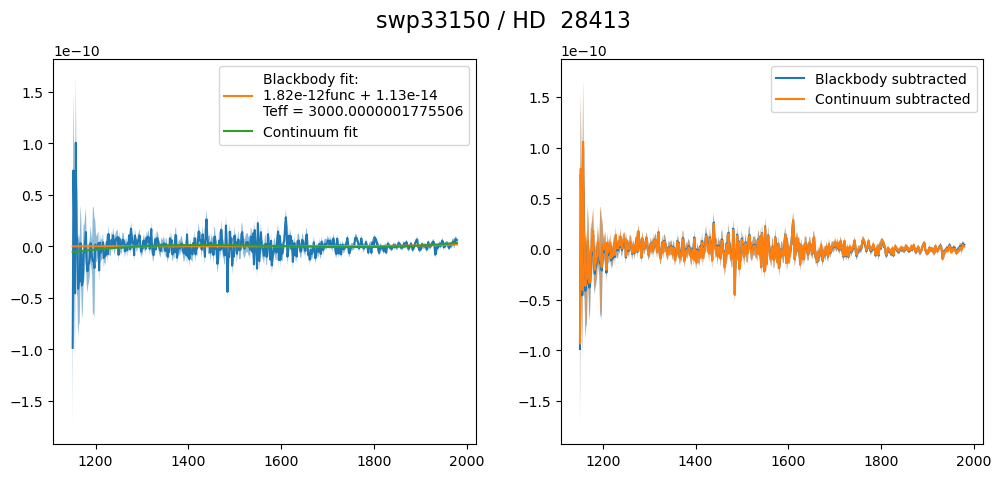 swp33150 / HD  28413
1e−10
Blackbody fit:
1.82e-12func + 1.13e-14
Teff = 3000.0000001775506
Continuum fit
1.5
1.0
0.5
0.0
−0.5
−1.0
−1.5
1200
1400
1600
1800
2000
1e−10
Blackbody subtracted
Continuum subtracted
1.5
1.0
0.5
0.0
−0.5
−1.0
−1.5
1200
1400
1600
1800
2000